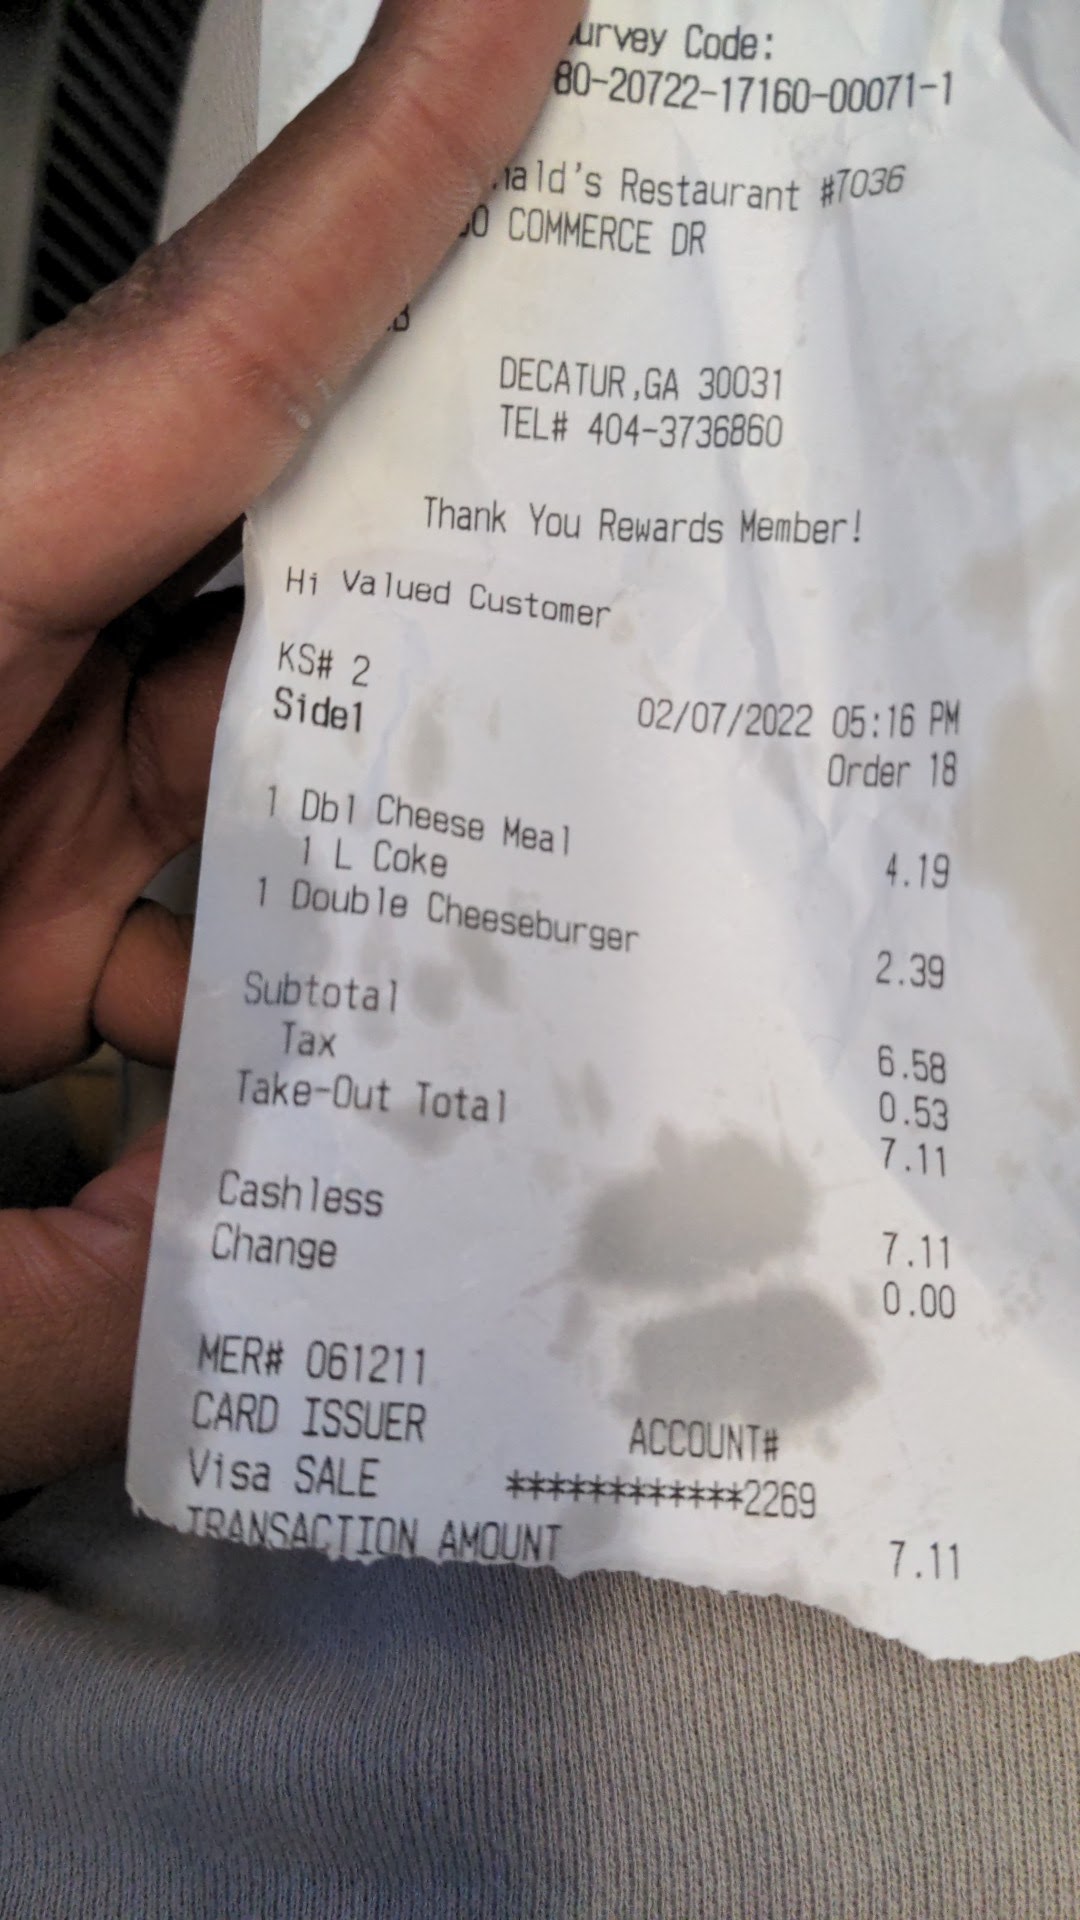 urvey Code:
80-20722-17160-00071-1
nald's Restaurant #7036
0 COMMERCE DR
DECATUR,GA 30031
TEL# 404-3736860
Thank You Rewards Member!
Hi Valued Customer
KS# 2
Side1 02/07/2022 05:16 PM
Order 18
1 Dbl Cheese Meal 4.19
1 L Coke
1 Double Cheeseburger 2.39
Subtotal 6.58
Tax 0.53
Take-Out Total 7.11
Cashless 7.11
Change 0.00
MER# 061211
CARD ISSUER ACCOUNT#
Visa SALE ************2269
TRANSACTION AMOUNT 7.11